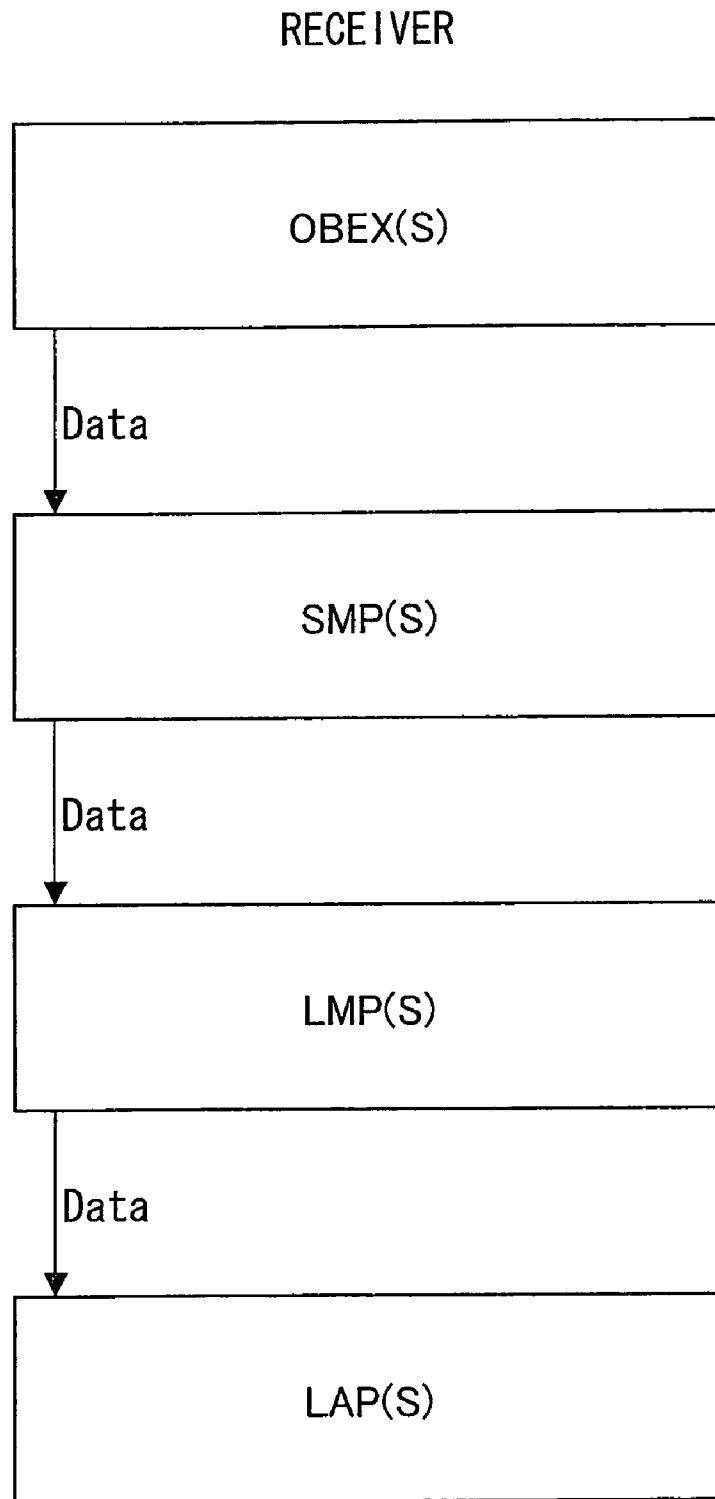 RECEIVER
OBEX(S)
Data
SMP(S)
Data
LMP(S)
Data
LAP(S)